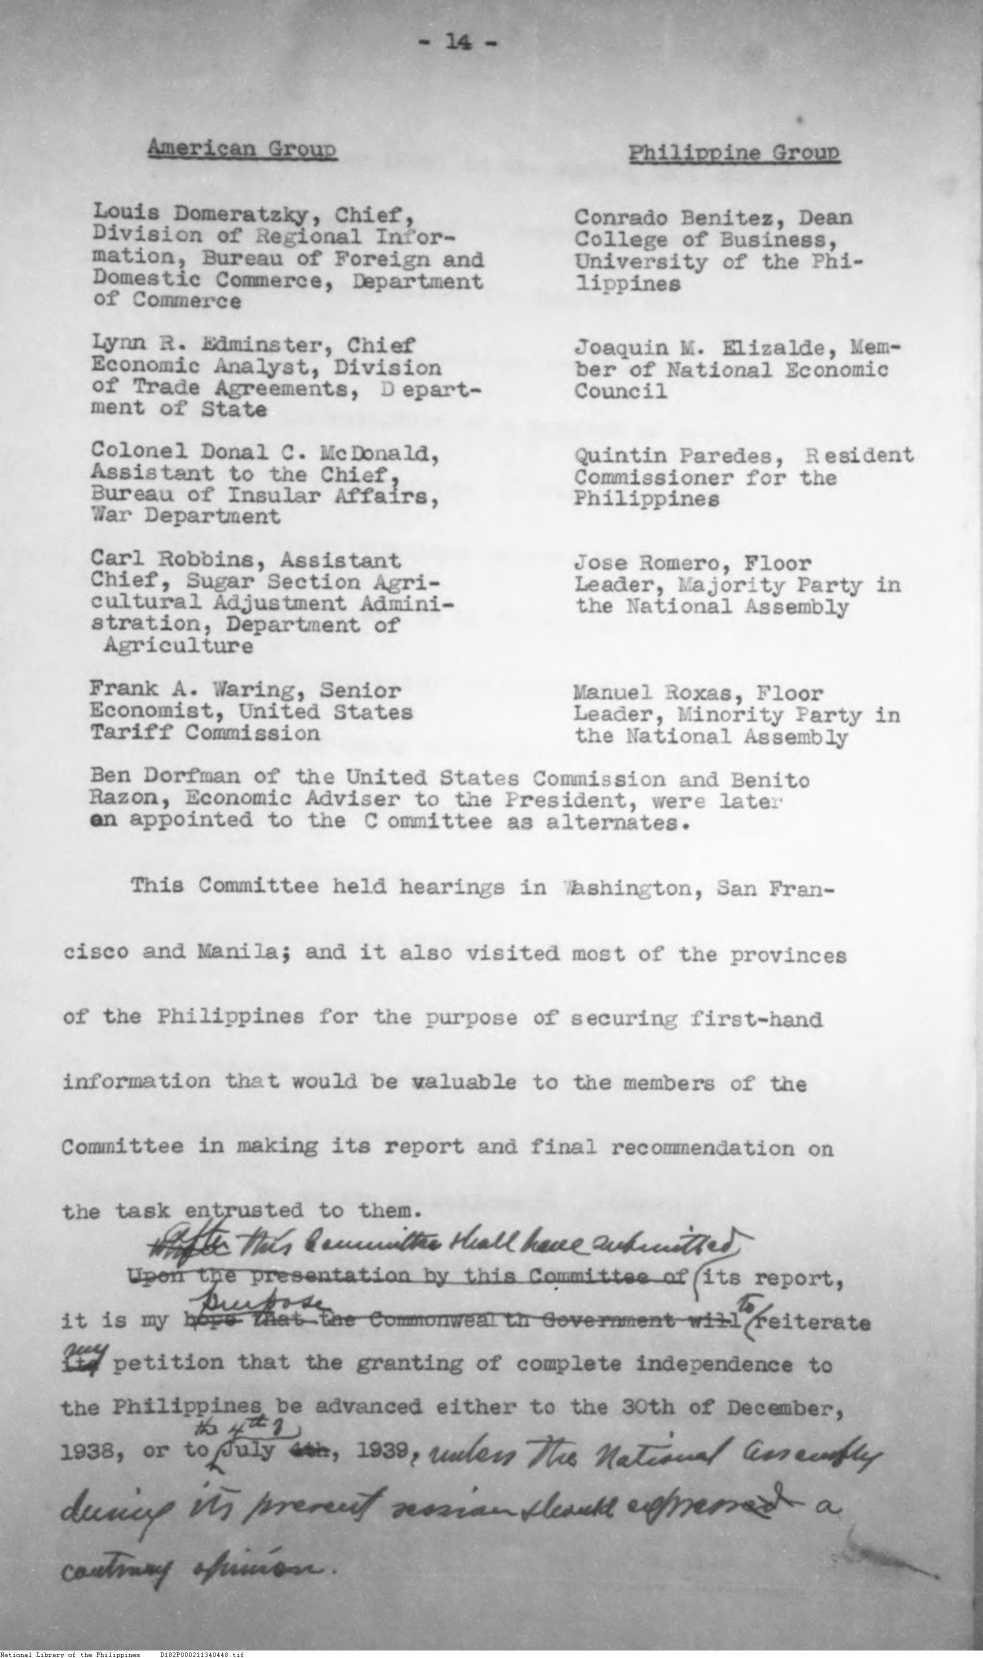 - 14 -
American Group
Louis Domeratzky, Chief,
Division of Regional Infor-
mation, Bureau of Foreign and
Domestic Commerce, Department
of Commerce
Lynn R. Edminster, Chief
Economic Analyst, Division
of Trade Agreements, D epart-
ment of State
Colonel Donal C. McDonald,
Assistant to the Chief,
Bureau of Insular Affairs,
War Department
Carl Robbins, Assistant
Chief, Sugar Section Agri-
cultural Adjustment Admini-
stration, Department of
Agriculture
Frank A. Waring, Senior
Economist, United States
Tariff Commission
Philippine Group
Conrado Benitez, Dean
College of Business,
University of the Phi-
lippines
Joaquin M. Elizalde, Mem-
ber of National Economic
Council
Quintin Paredes, R esident
Commissioner for the
Philippines
Jose Romero, Floor
Leader, Majority Party in
the National Assembly
Manuel Roxas, Floor
Leader, Minority Party in
the National Assembly
Ben Dorfman of the United States Commission and Benito
Razon, Economic Adviser to the President, were later
an appointed to the C ommittee as alternates.
This Committee held hearings in Washington, San Fran-
cisco and Manila; and it also visited most of the provinces
of the Philippines for the purpose of securing first-hand
information that would be valuable to the members of the
Committee in making its report and final recommendation on
the task entrusted to them.
After this Committee shall have submitted
Upon the presentation by this Committee of its report,
purpose to
it is my hope that the Commonwealth Government will reiterate
my
its petition that the granting of complete independence to
the Philippines be advanced either to the 30th of December,
the 4th of
1938, or to July 4th, 1939, unless the National Assembly
during its present session should expressed a
contrary opinion.
National Library of the Philippines D182P000211340448.tif